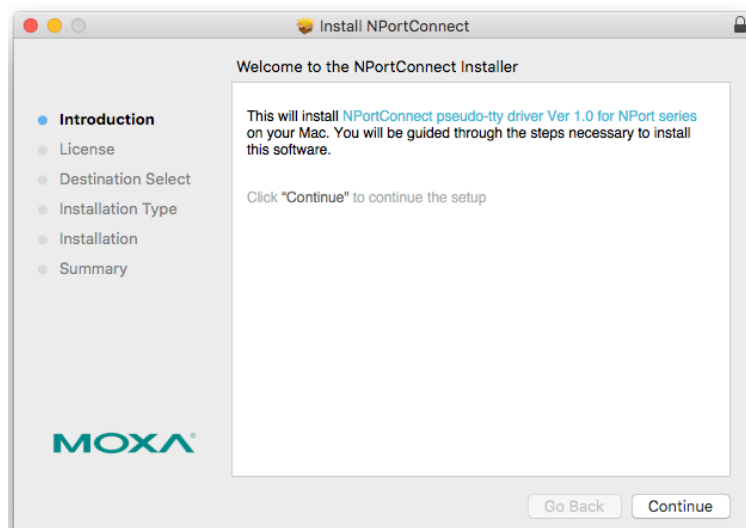 Install NPortConnect
Welcome to the NPortConnect Installer
Introduction
License
Destination Select
Installation Type
Installation
Summary
This will install NPortConnect pseudo-tty driver Ver 1.0 for NPort series
on your Mac. You will be guided through the steps necessary to install
this software.
Click "Continue" to continue the setup
MOXA
Go Back
Continue